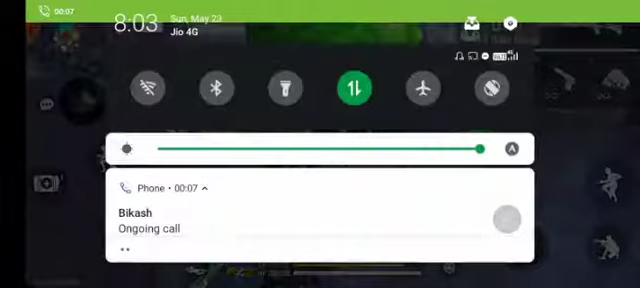 00:07
8:03 Sun, May 23
Jio 4G
Phone • 00:07
Bikash
Ongoing call